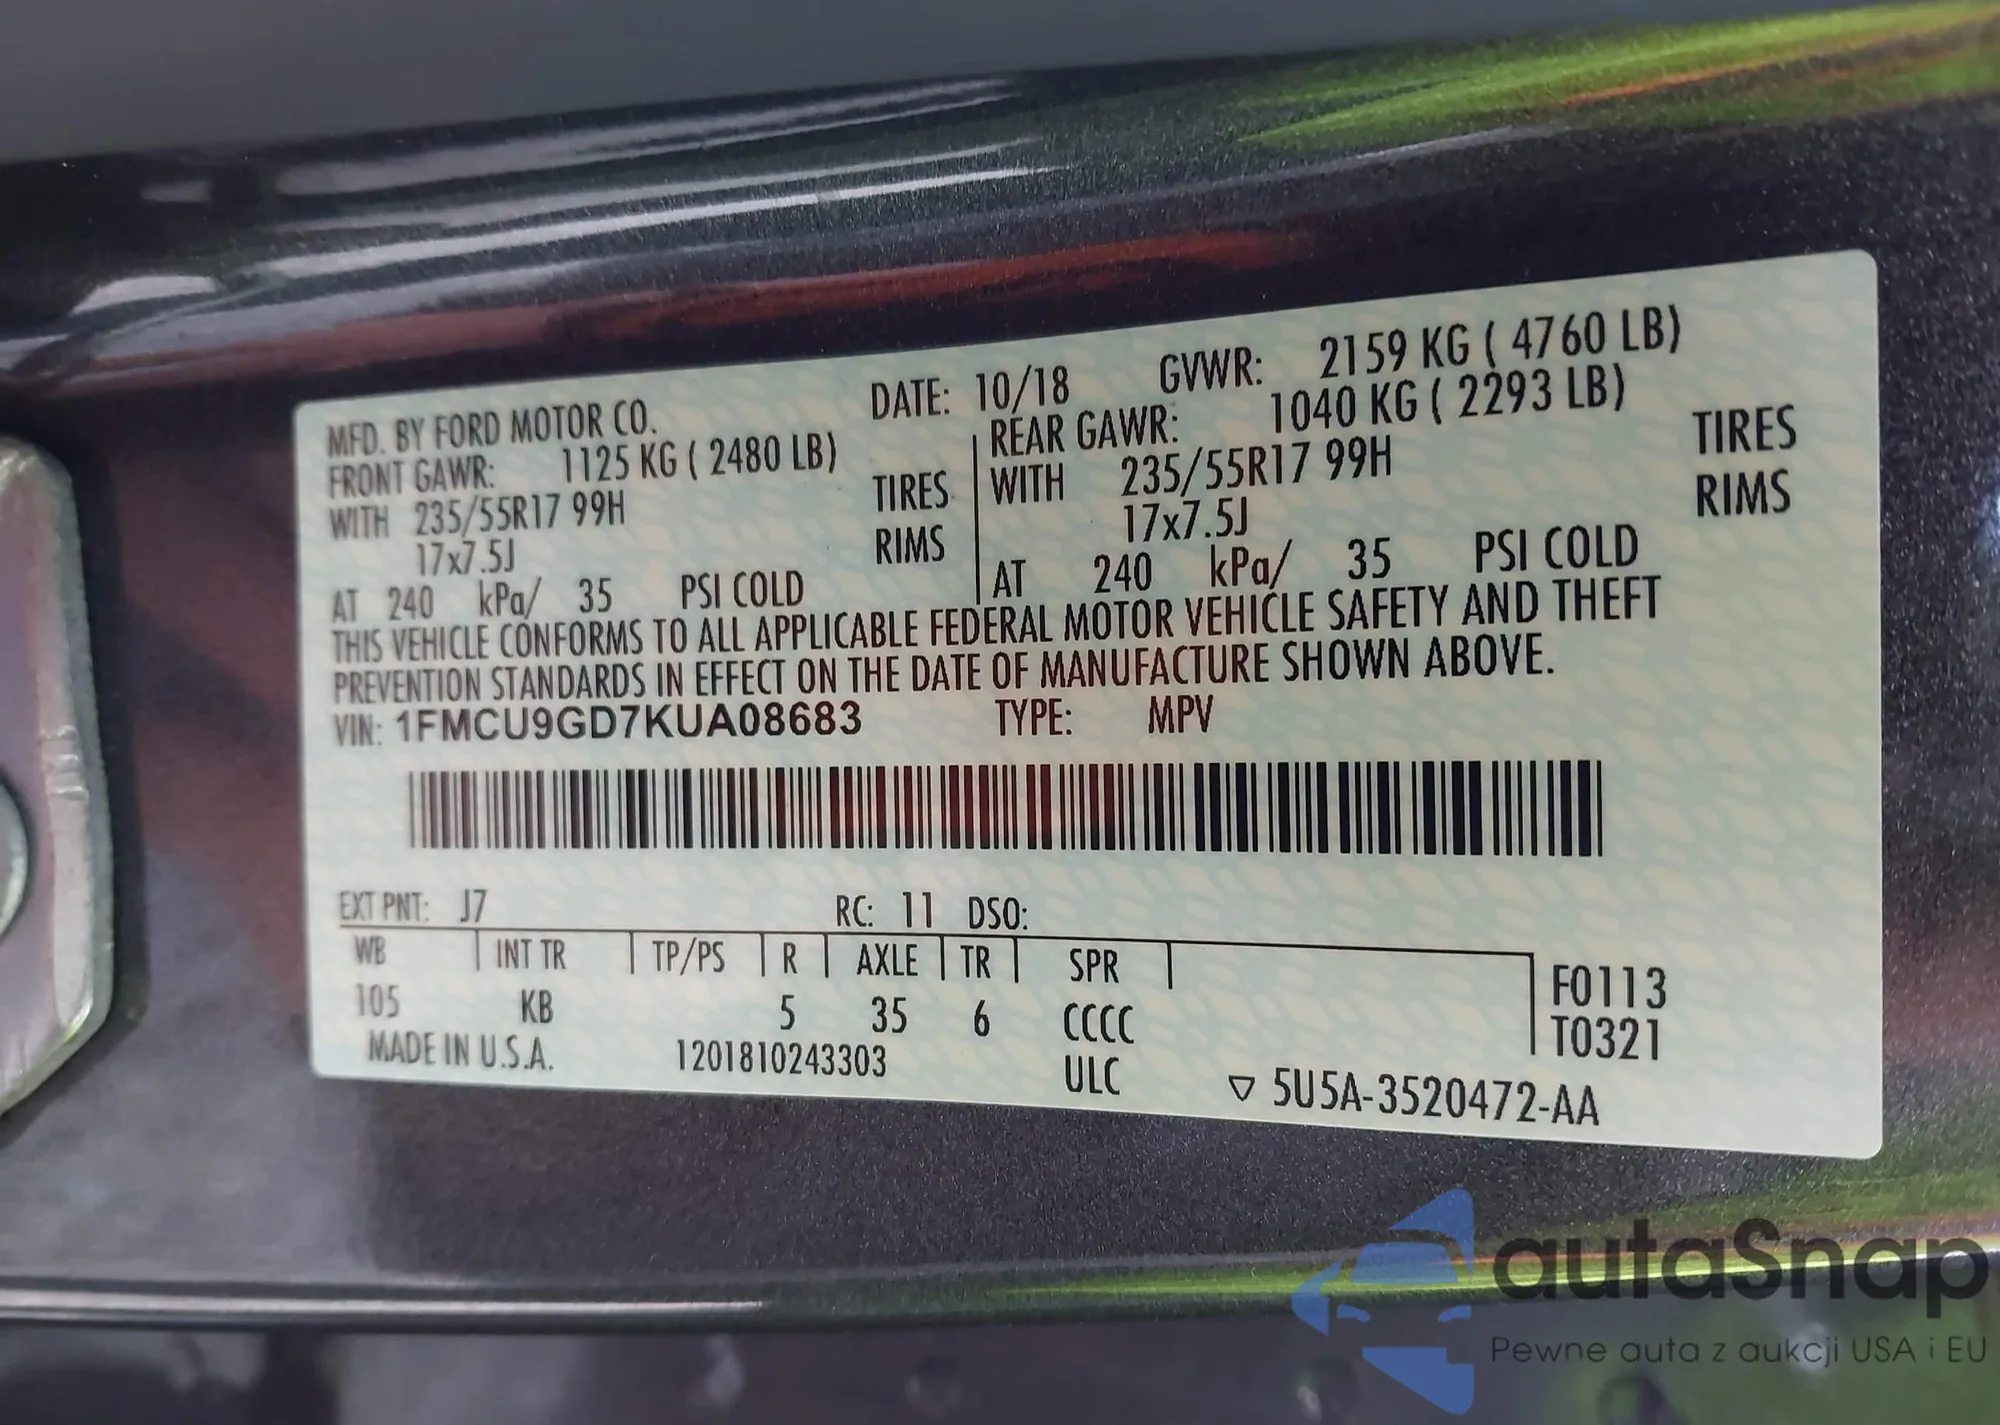 MFD. BY FORD MOTOR CO. DATE: 10/18 GVWR: 2159 KG ( 4760 LB)
FRONT GAWR: 1125 KG ( 2480 LB) REAR GAWR: 1040 KG ( 2293 LB)
WITH 235/55R17 99H TIRES WITH 235/55R17 99H TIRES
17x7.5J RIMS 17x7.5J RIMS
AT 240 kPa/ 35 PSI COLD AT 240 kPa/ 35 PSI COLD
THIS VEHICLE CONFORMS TO ALL APPLICABLE FEDERAL MOTOR VEHICLE SAFETY AND THEFT
PREVENTION STANDARDS IN EFFECT ON THE DATE OF MANUFACTURE SHOWN ABOVE.
VIN: 1FMCU9GD7KUA08683 TYPE: MPV
EXT PNT: J7 RC: 11 DSO:
WB INT TR TP/PS R AXLE TR SPR F0113
105 KB 5 35 6 CCCC T0321
MADE IN U.S.A. 1201810243303 ULC ▽ 5U5A-3520472-AA
autaSnap
Pewne auta z aukcji USA i EU